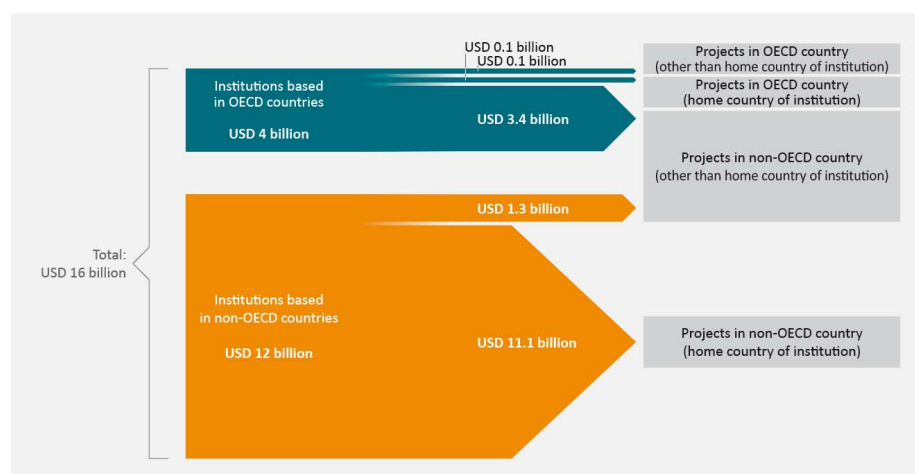 USD 0.1 billion
USD 0.1 billion
Projects in OECD country
(other than home country of institution)
Institutions based
in OECD countries
USD 4 billion
Projects in OECD country
(home country of institution)
USD 3.4 billion
Projects in non-OECD country
(other than home country of institution)
USD 1.3 billion
Total:
USD 16 billion
Institutions based
in non-OECD countries
USD 12 billion
USD 11.1 billion
Projects in non-OECD country
(home country of institution)